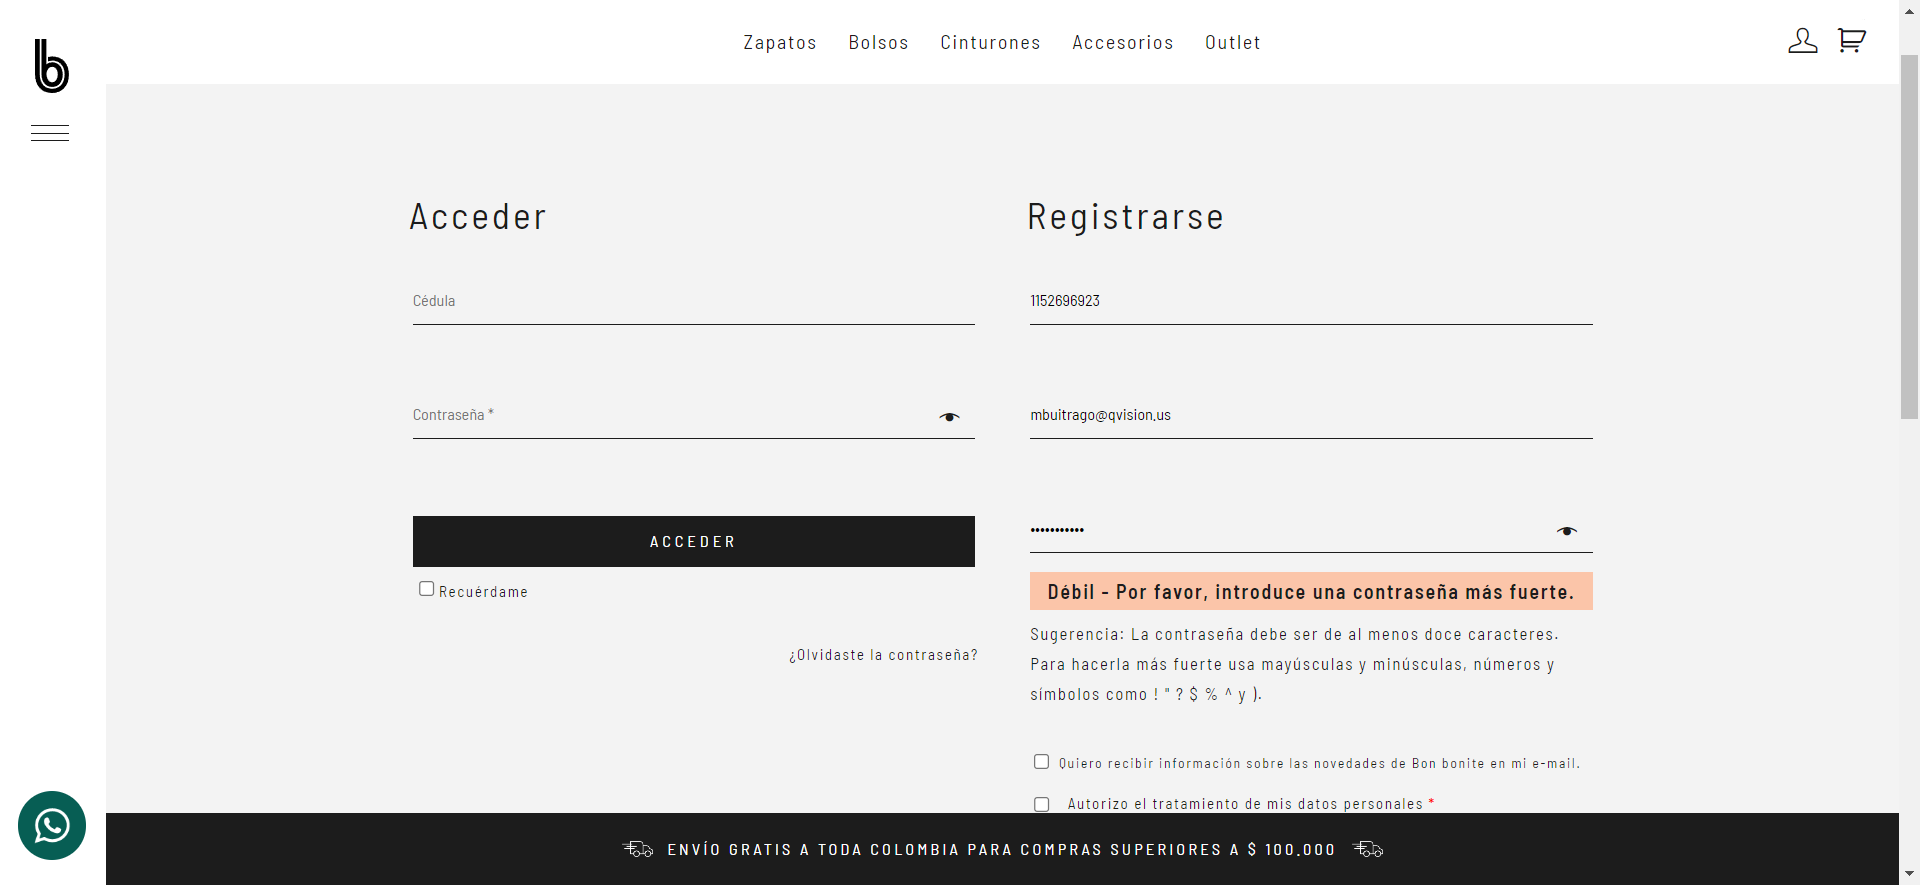 b
Zapatos Bolsos Cinturones Accesorios Outlet
Acceder
Cédula
Contraseña *
ACCEDER
Recuérdame
¿Olvidaste la contraseña?
Registrarse
1152696923
mbuitrago@qvision.us
•••••••••••
Débil - Por favor, introduce una contraseña más fuerte.
Sugerencia: La contraseña debe ser de al menos doce caracteres.
Para hacerla más fuerte usa mayúsculas y minúsculas, números y
símbolos como ! " ? $ % ^ y ).
Quiero recibir información sobre las novedades de Bon bonite en mi e-mail.
Autorizo el tratamiento de mis datos personales *
ENVÍO GRATIS A TODA COLOMBIA PARA COMPRAS SUPERIORES A $ 100.000